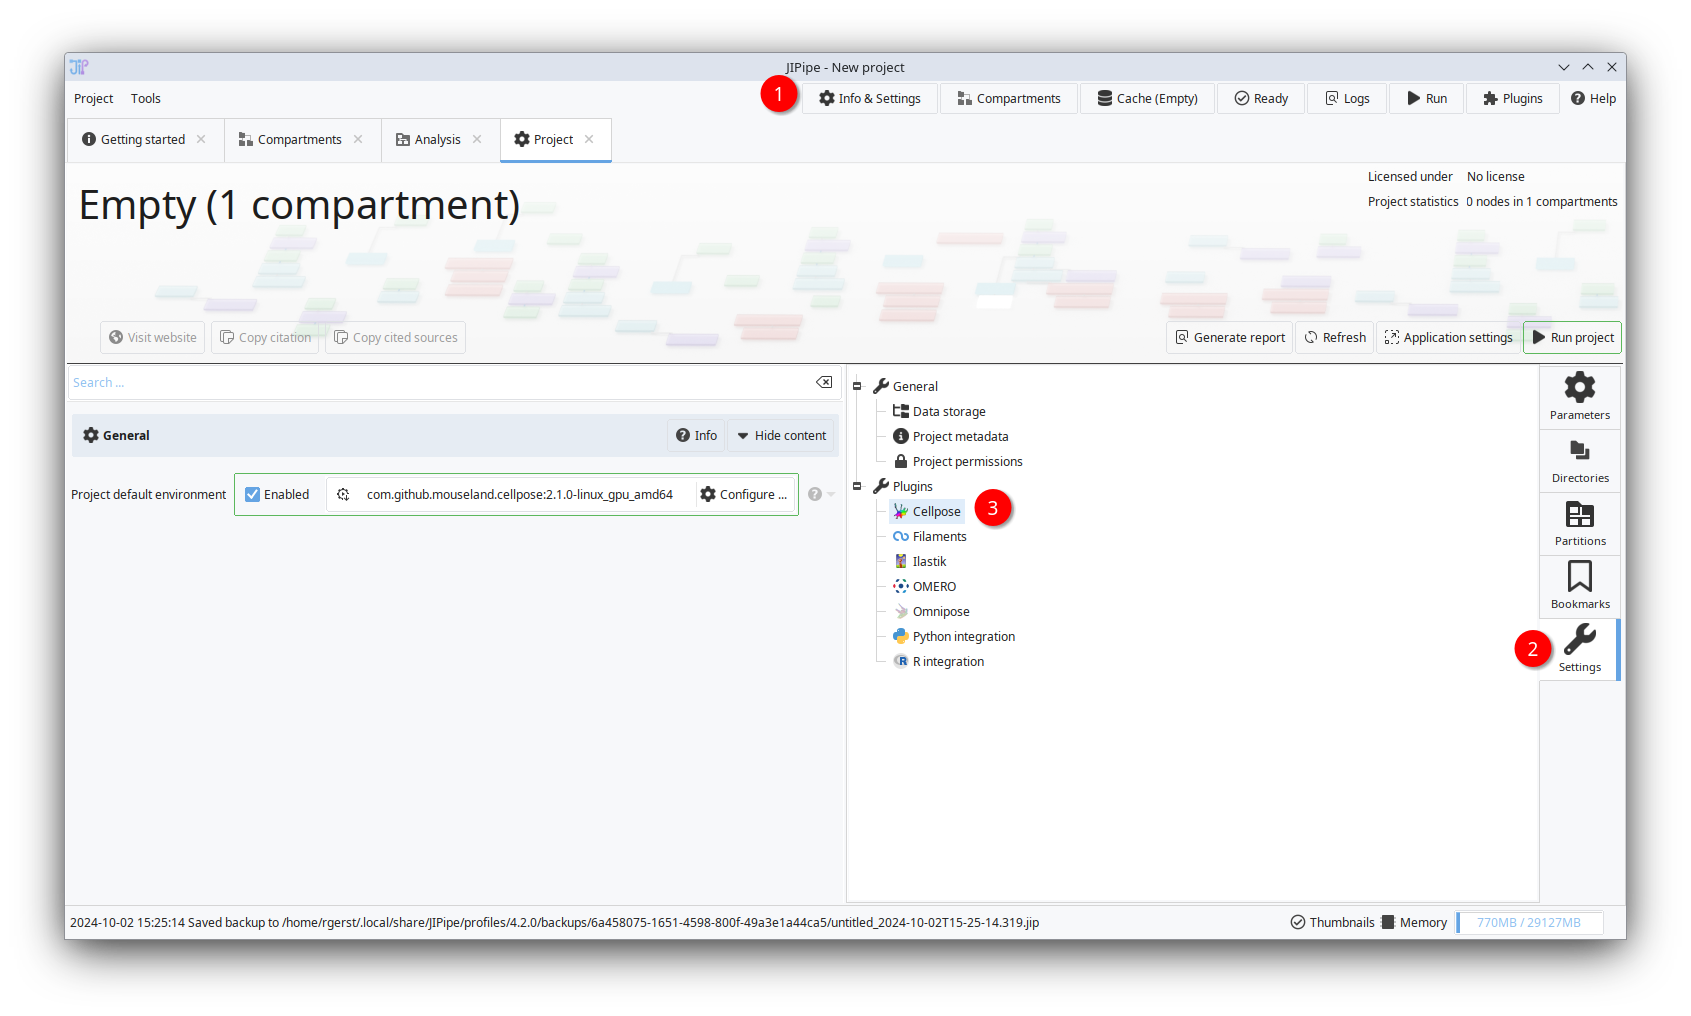 JIP
JIPipe - New project
Project Tools
1 Info & Settings Compartments Cache (Empty) Ready Logs Run Plugins Help
Getting started Compartments Analysis Project
Empty (1 compartment)
Licensed under No license
Project statistics 0 nodes in 1 compartments
Visit website Copy citation Copy cited sources Generate report Refresh Application settings Run project
Search ...
General Info Hide content
Project default environment Enabled com.github.mouseland.cellpose:2.1.0-linux_gpu_amd64 Configure ...
General
Data storage
Project metadata
Project permissions
Plugins
Cellpose 3
Filaments
Ilastik
OMERO
Omnipose
Python integration
R integration
Parameters
Directories
Partitions
Bookmarks
2 Settings
2024-10-02 15:25:14 Saved backup to /home/rgerst/.local/share/JIPipe/profiles/4.2.0/backups/6a458075-1651-4598-800f-49a3e1a44ca5/untitled_2024-10-02T15-25-14.319.jip Thumbnails Memory 770MB / 29127MB